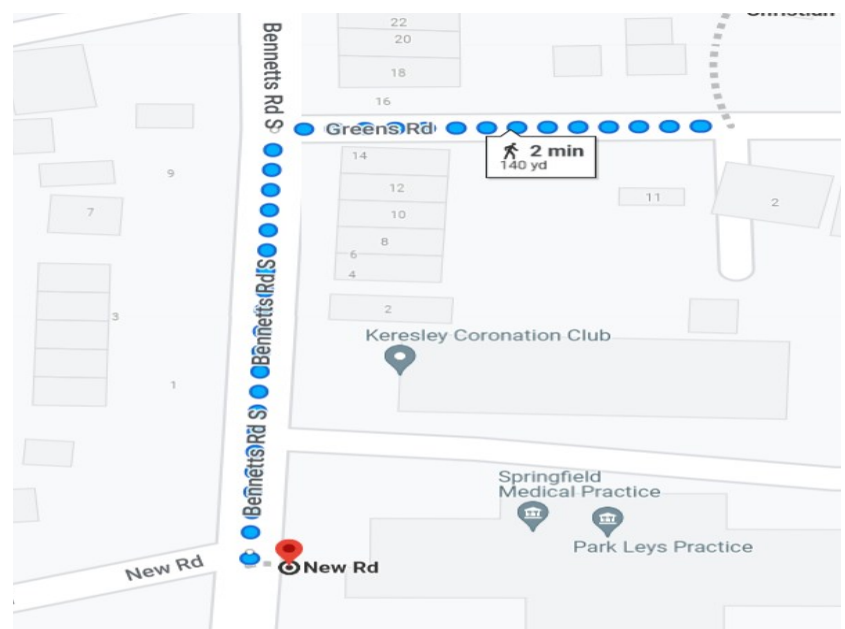 Christian
22
20
18
16
Bennetts Rd S
Greens Rd
2 min
140 yd
14
12
10
8
6
4
2
9
7
3
1
11
2
Bennetts Rd S
Keresley Coronation Club
Bennetts Rd S
Springfield
Medical Practice
Park Leys Practice
New Rd
New Rd